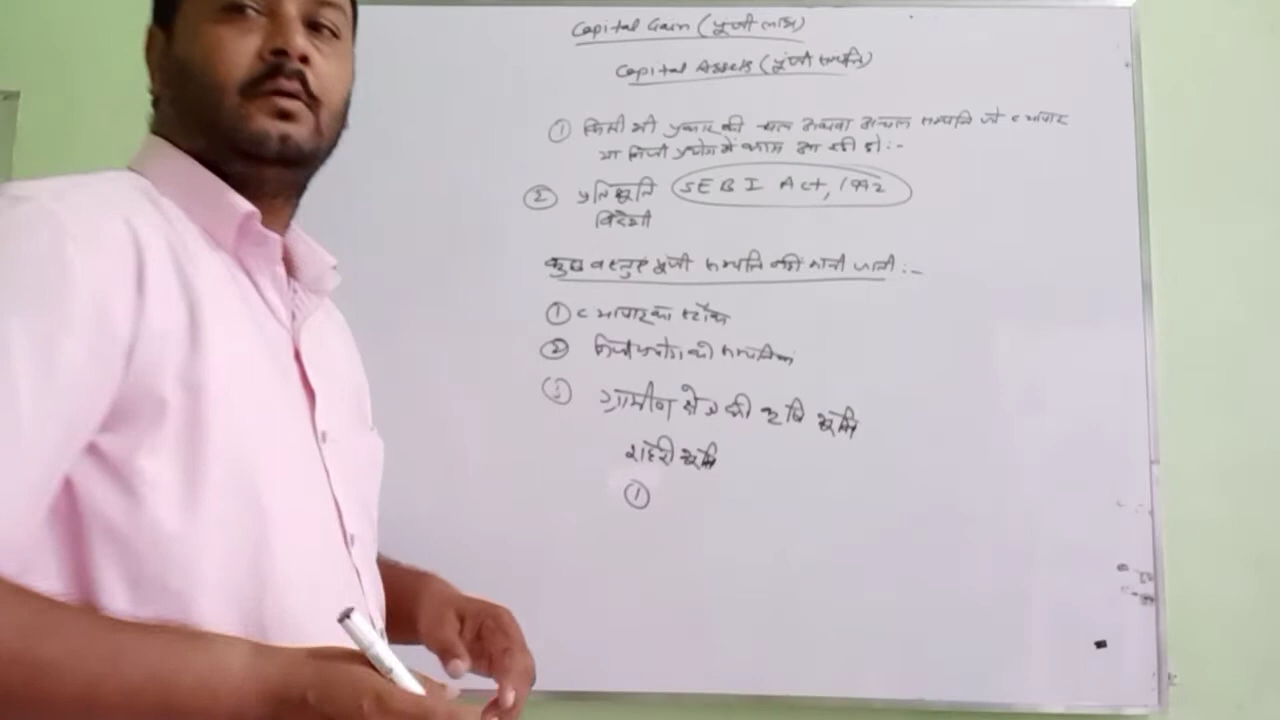 Capital Gain (पूंजी लाभ)
Capital Assets (पूंजी सम्पत्ति)
① किसी भी प्रकार की चल अथवा अचल सम्पत्ति जो व्यापार
या निजी प्रयोग में काम आ रही हो :-
② प्रतिभूति SEBI Act, 1992
विदेशी
कुछ वस्तुए पूंजी सम्पत्ति नहीं मानी जाती :-
① व्यापार का स्टॉक
② निजी प्रयोग की सम्पत्तियां
③ ग्रामीण क्षेत्र की कृषि भूमि
शहरी भूमि
①